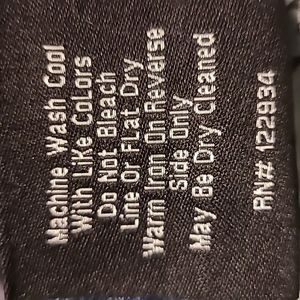 Machine Wash Cool
With Like Colors
Do Not Bleach
Line Or Flat Dry
Warm Iron On Reverse
Side Only
May Be Dry Cleaned
RN# 122934